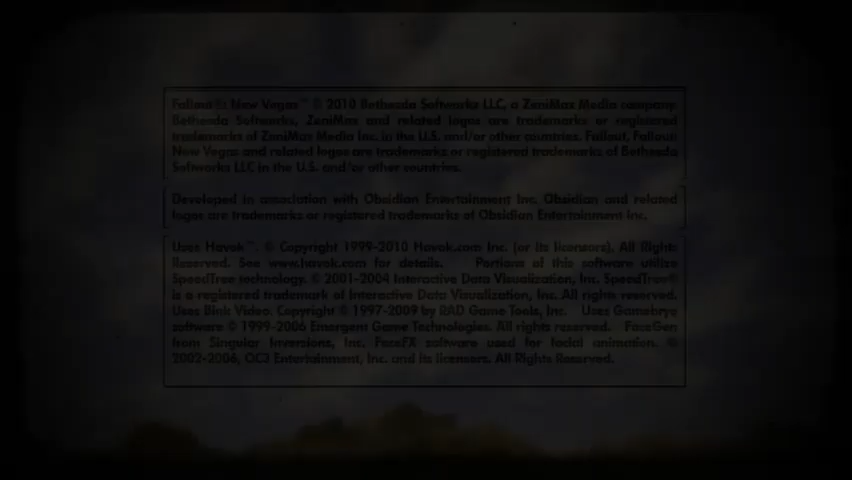 Fallout®: New Vegas™ © 2010 Bethesda Softworks LLC, a ZeniMax Media company.
Bethesda Softworks, ZeniMax and related logos are trademarks or registered
trademarks of ZeniMax Media Inc. in the U.S. and/or other countries. Fallout, Fallout:
New Vegas and related logos are trademarks or registered trademarks of Bethesda
Softworks LLC in the U.S. and/or other countries.
Developed in association with Obsidian Entertainment Inc. Obsidian and related
logos are trademarks or registered trademarks of Obsidian Entertainment Inc.
Uses Havok™. © Copyright 1999-2010 Havok.com Inc. (or its licensors). All Rights
Reserved. See www.havok.com for details. Portions of this software utilize
SpeedTree technology. © 2001-2004 Interactive Data Visualization, Inc. SpeedTree®
is a registered trademark of Interactive Data Visualization, Inc. All rights reserved.
Uses Bink Video. Copyright © 1997-2009 by RAD Game Tools, Inc. Uses Gamebryo
software © 1999-2006 Emergent Game Technologies. All rights reserved. FaceGen
from Singular Inversions, Inc. FaceFX software used for facial animation. ©
2002-2006, OC3 Entertainment, Inc. and its licensors. All Rights Reserved.